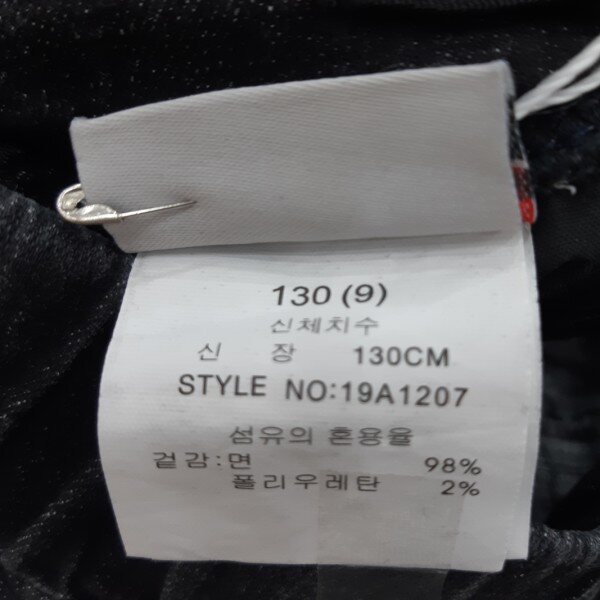 130 (9)
신체치수
신 장 130CM
STYLE NO:19A1207
섬유의 혼용율
겉감:면 98%
폴리우레탄 2%